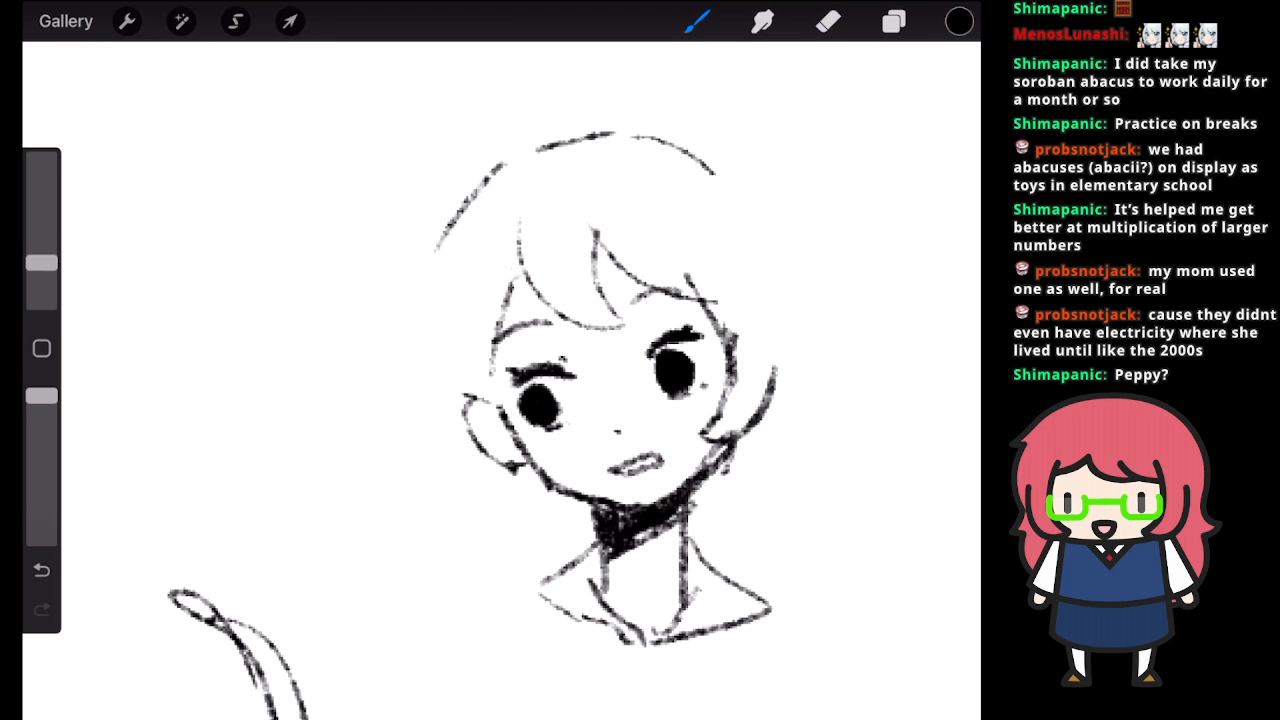 Gallery
Shimapanic:
MenosLunashi:
Shimapanic: I did take my
soroban abacus to work daily for
a month or so
Shimapanic: Practice on breaks
probsnotjack: we had
abacuses (abacii?) on display as
toys in elementary school
Shimapanic: It’s helped me get
better at multiplication of larger
numbers
probsnotjack: my mom used
one as well, for real
probsnotjack: cause they didnt
even have electricity where she
lived until like the 2000s
Shimapanic: Peppy?